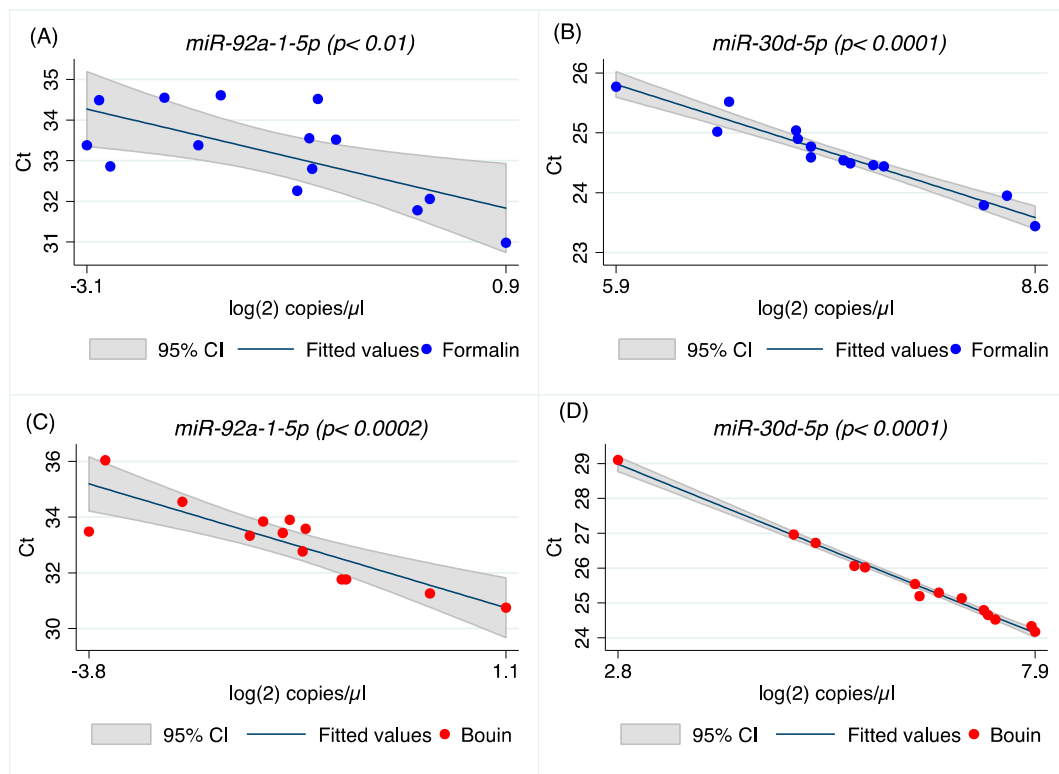 (A)
miR-92a-1-5p (p< 0.01)
35
34
33
32
31
Ct
-3.1
0.9
log(2) copies/µl
95% CI
Fitted values
Formalin
(B)
miR-30d-5p (p< 0.0001)
26
25
24
23
Ct
5.9
8.6
log(2) copies/µl
95% CI
Fitted values
Formalin
(C)
miR-92a-1-5p (p< 0.0002)
36
34
33
32
30
Ct
-3.8
1.1
log(2) copies/µl
95% CI
Fitted values
Bouin
(D)
miR-30d-5p (p< 0.0001)
29
28
27
26
25
24
Ct
2.8
7.9
log(2) copies/µl
95% CI
Fitted values
Bouin